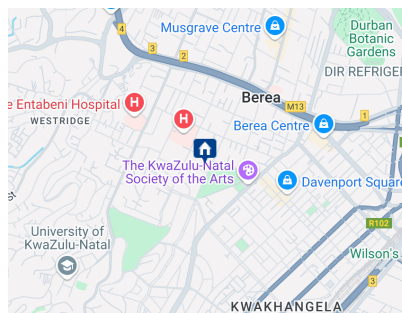 Musgrave Centre
4
3
2
Durban
Botanic
Gardens
DIR REFRIGER
e Entabeni Hospital
H
H
WESTRIDGE
Berea
M13
1
Berea Centre
The KwaZulu-Natal
Society of the Arts
Davenport Square
R102
University of
KwaZulu-Natal
Wilson's
3
KWAKHANGELA